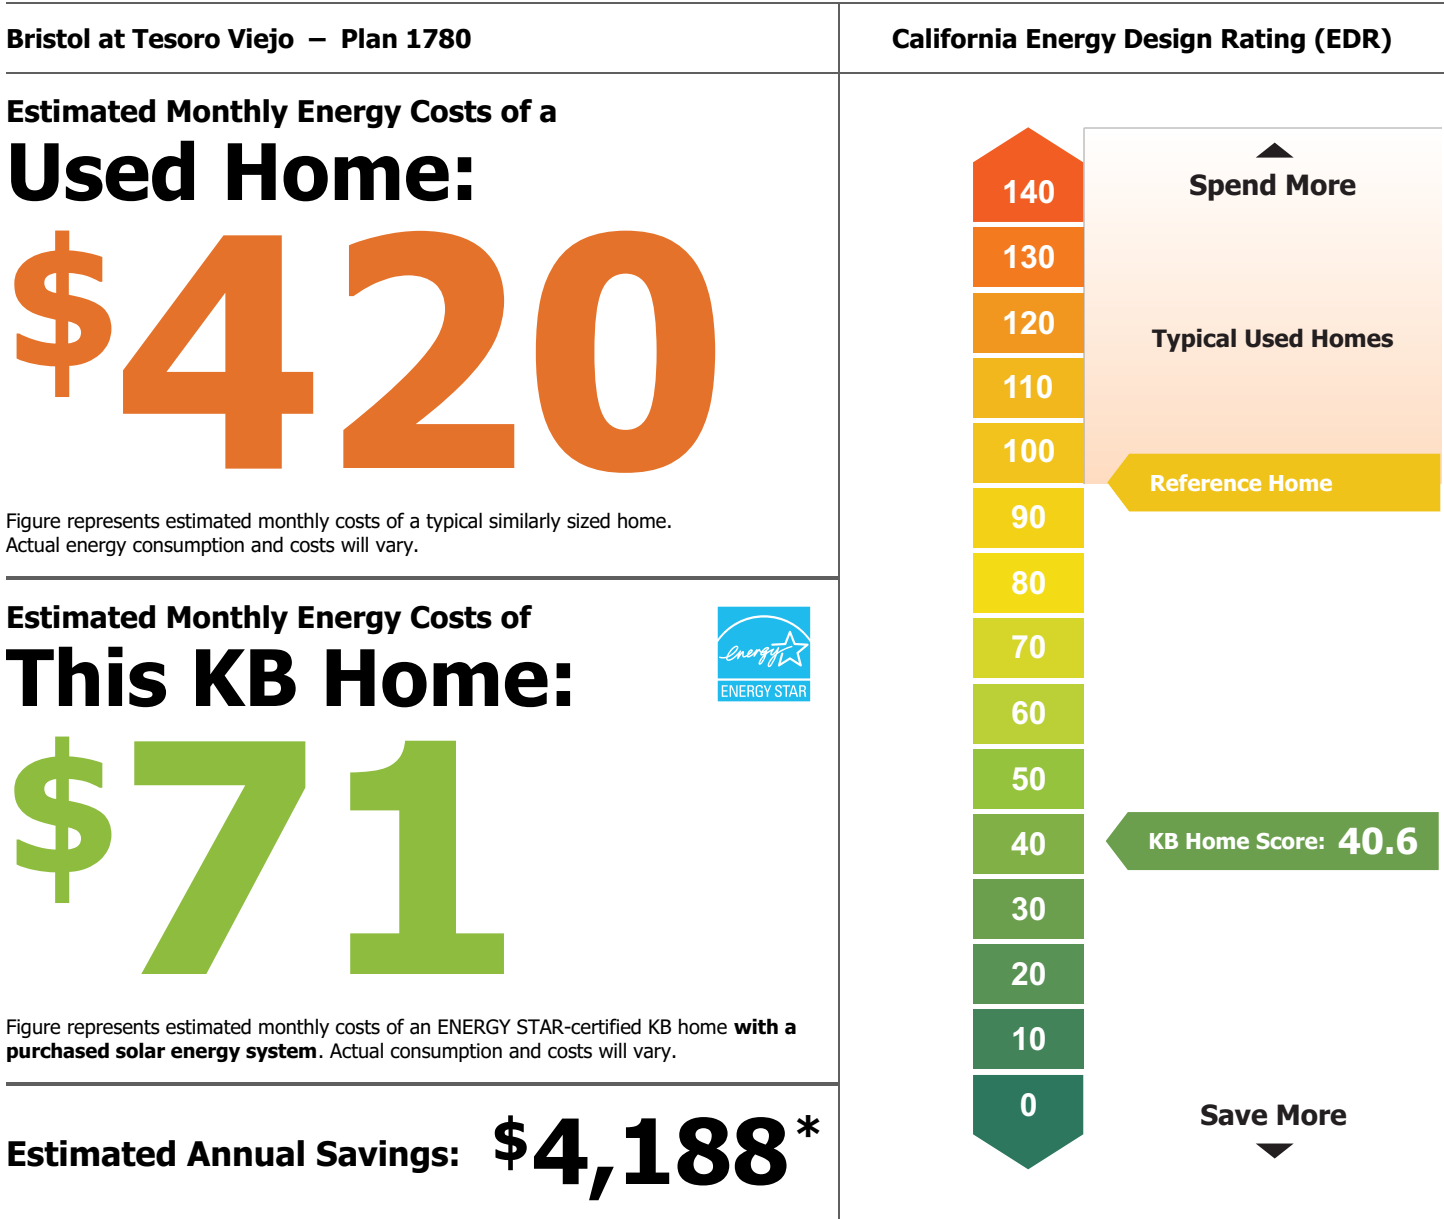 Bristol at Tesoro Viejo – Plan 1780
Estimated Monthly Energy Costs of a
Used Home:
$420
Figure represents estimated monthly costs of a typical similarly sized home.
Actual energy consumption and costs will vary.
Estimated Monthly Energy Costs of
This KB Home:
energy
ENERGY STAR
$71
Figure represents estimated monthly costs of an ENERGY STAR-certified KB home with a
purchased solar energy system. Actual consumption and costs will vary.
Estimated Annual Savings: $4,188*
California Energy Design Rating (EDR)
140
130
120
110
100
90
80
70
60
50
40
30
20
10
0
Spend More
Typical Used Homes
Reference Home
KB Home Score: 40.6
Save More